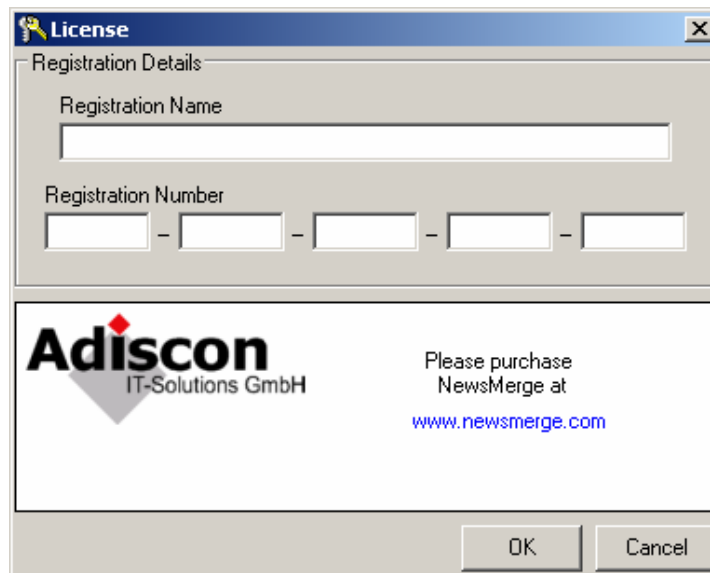 License
Registration Details
Registration Name
Registration Number
– – – –
Adiscon
IT-Solutions GmbH
Please purchase
NewsMerge at
www.newsmerge.com
OK Cancel